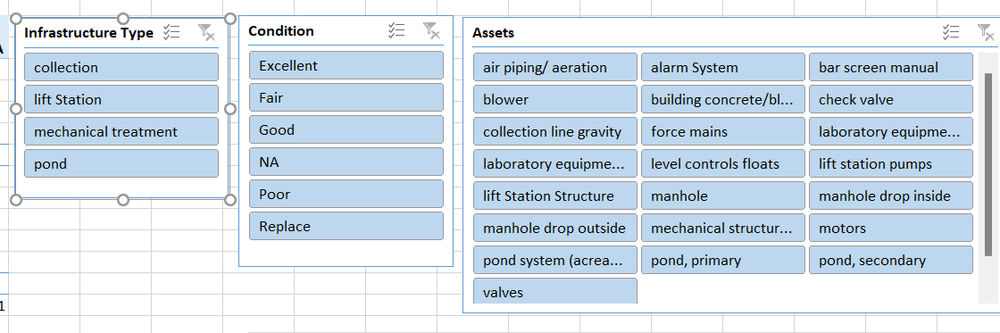 Infrastructure Type
collection
lift Station
mechanical treatment
pond
Condition
Excellent
Fair
Good
NA
Poor
Replace
Assets
air piping/ aeration
alarm System
bar screen manual
blower
building concrete/bl...
check valve
collection line gravity
force mains
laboratory equipme...
laboratory equipme...
level controls floats
lift station pumps
lift Station Structure
manhole
manhole drop inside
manhole drop outside
mechanical structur...
motors
pond system (acrea...
pond, primary
pond, secondary
valves